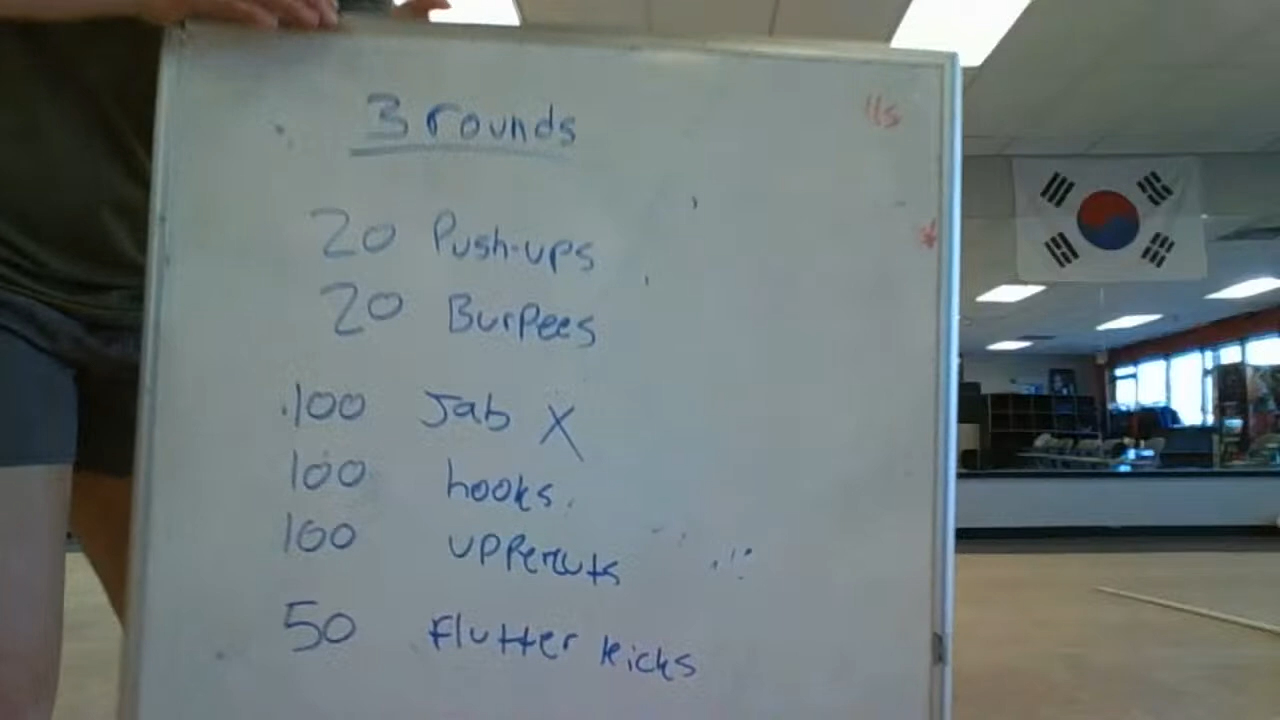 3 rounds
20 Push-ups
20 Burpees
100 Jab X
100 hooks
100 uppercuts
50 flutter kicks